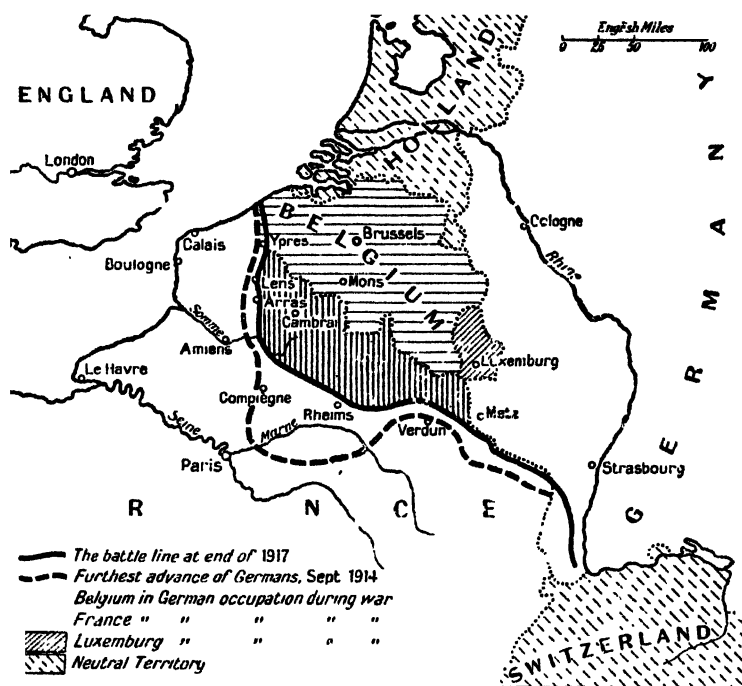 English Miles
0 25 50 100
ENGLAND
London
HOLLAND
GERMANY
Cologne
Rhine
BELGIUM
Brussels
Calais
Ypres
Boulogne
Lens
Mons
Arras
Cambrai
Somme
Amiens
Luxemburg
Le Havre
Compiègne
Rheims
Metz
Verdun
Seine
Marne
Paris
Strasbourg
R N C E
SWITZERLAND
The battle line at end of 1917
Furthest advance of Germans, Sept 1914
Belgium in German occupation during war
France " " " " "
Luxemburg " " " "
Neutral Territory